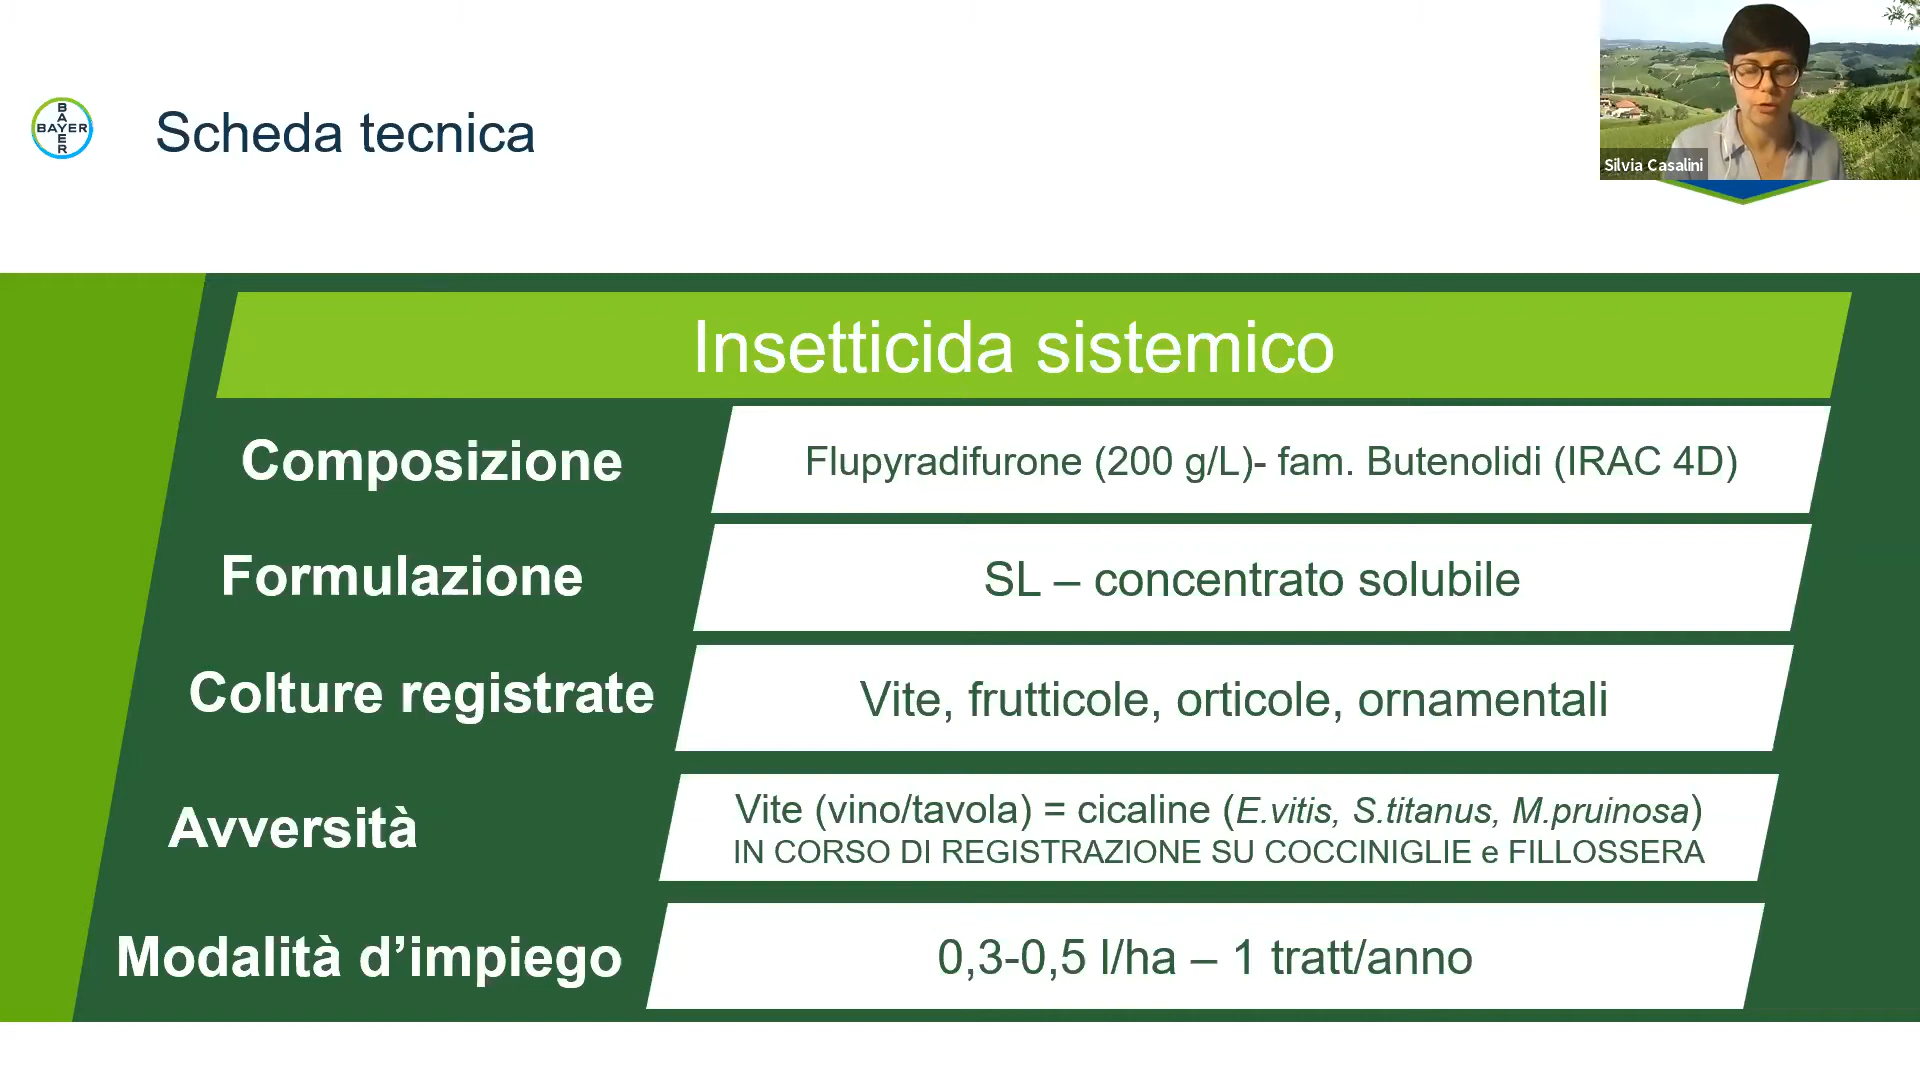 BAYER
BAYER
Scheda tecnica
Silvia Casalini
Insetticida sistemico
Composizione
Flupyradifurone (200 g/L)- fam. Butenolidi (IRAC 4D)
Formulazione
SL – concentrato solubile
Colture registrate
Vite, frutticole, orticole, ornamentali
Avversità
Vite (vino/tavola) = cicaline (E.vitis, S.titanus, M.pruinosa)
IN CORSO DI REGISTRAZIONE SU COCCINIGLIE e FILLOSSERA
Modalità d’impiego
0,3-0,5 l/ha – 1 tratt/anno